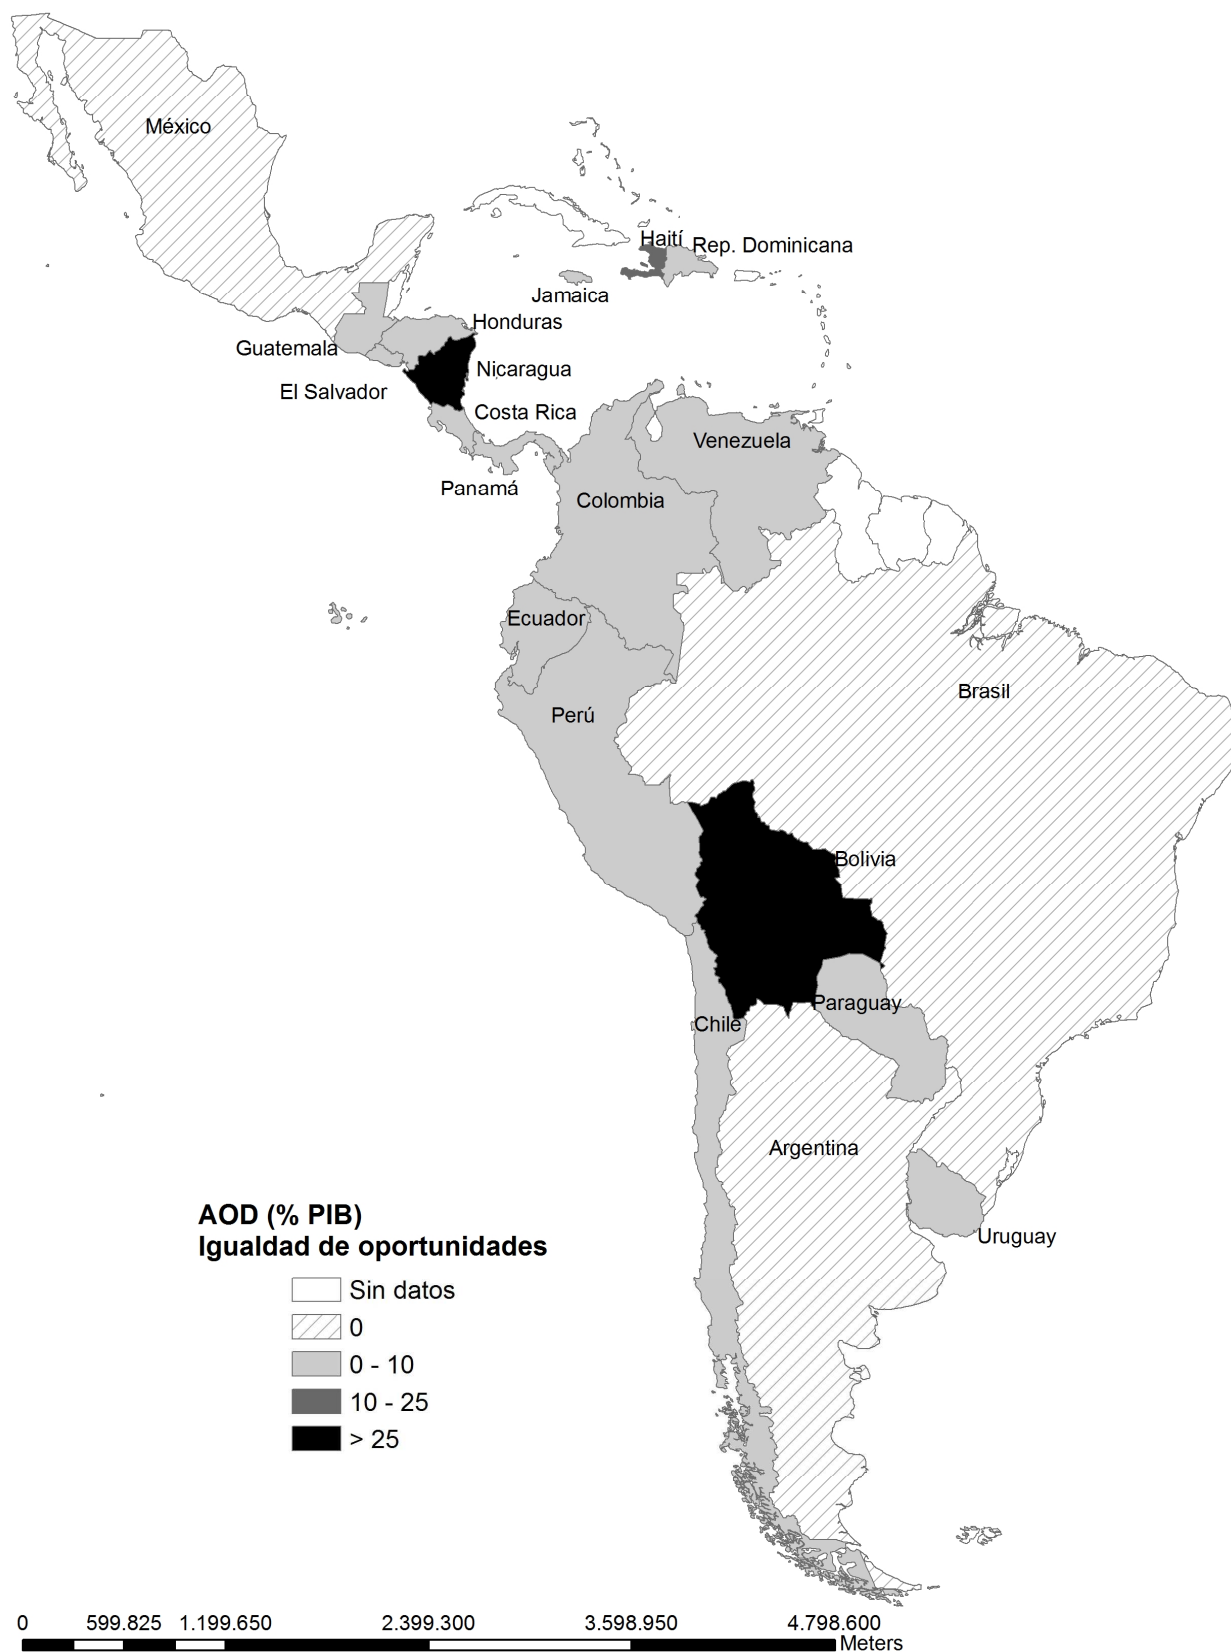 México
Haití
Rep. Dominicana
Jamaica
Honduras
Guatemala
Nicaragua
El Salvador
Costa Rica
Venezuela
Panamá
Colombia
Ecuador
Brasil
Perú
Bolivia
Paraguay
Chile
Argentina
Uruguay
AOD (% PIB)
Igualdad de oportunidades
Sin datos
0
0 - 10
10 - 25
> 25
0 599.825 1.199.650 2.399.300 3.598.950 4.798.600
Meters